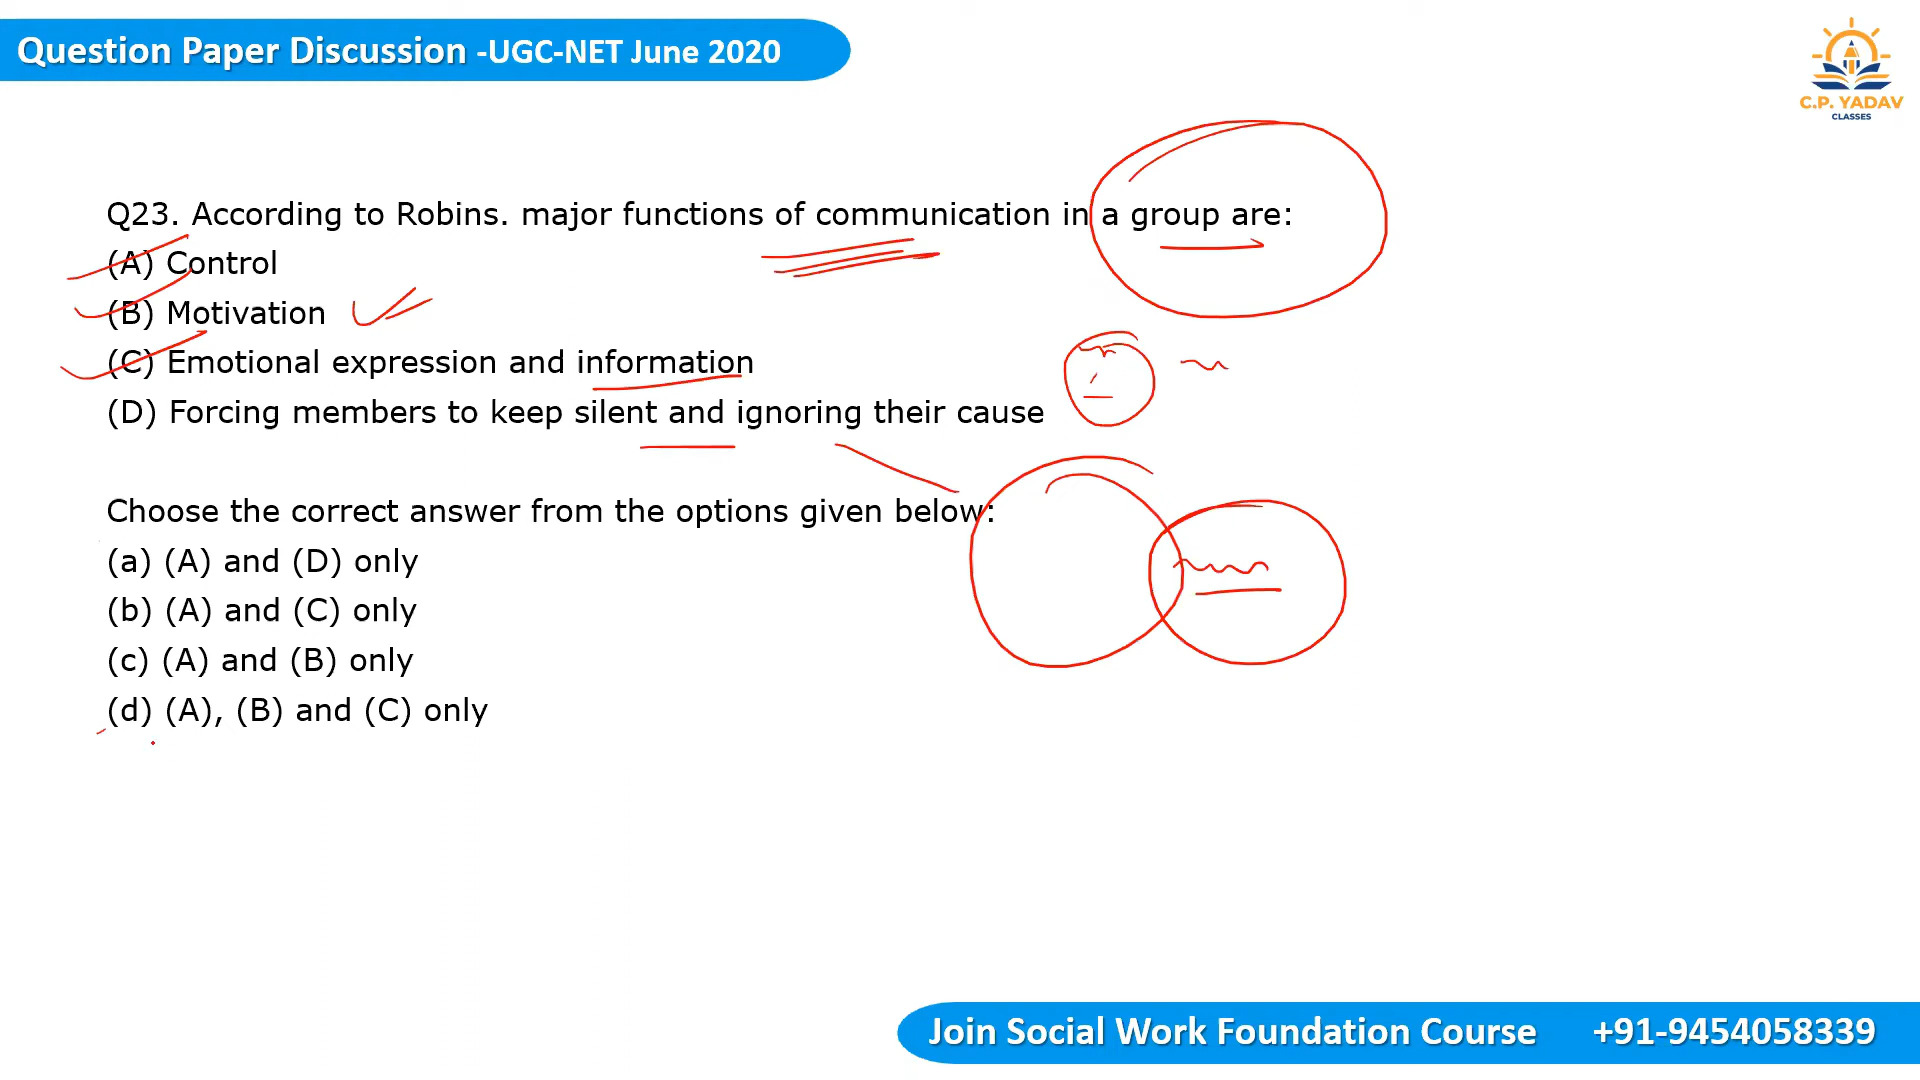 Question Paper Discussion -UGC-NET June 2020
C.P. YADAV
CLASSES
Q23. According to Robins. major functions of communication in a group are:
(A) Control
(B) Motivation
(C) Emotional expression and information
(D) Forcing members to keep silent and ignoring their cause
Choose the correct answer from the options given below:
(a) (A) and (D) only
(b) (A) and (C) only
(c) (A) and (B) only
(d) (A), (B) and (C) only
Join Social Work Foundation Course +91-9454058339